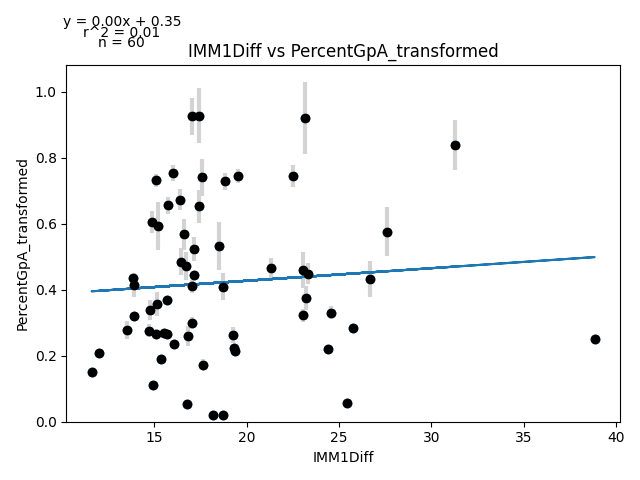 y = 0.00x + 0.35
r^2 = 0.01
n = 60
IMM1Diff vs PercentGpA_transformed
PercentGpA_transformed
1.0
0.8
0.6
0.4
0.2
0.0
15 20 25 30 35 40
IMM1Diff